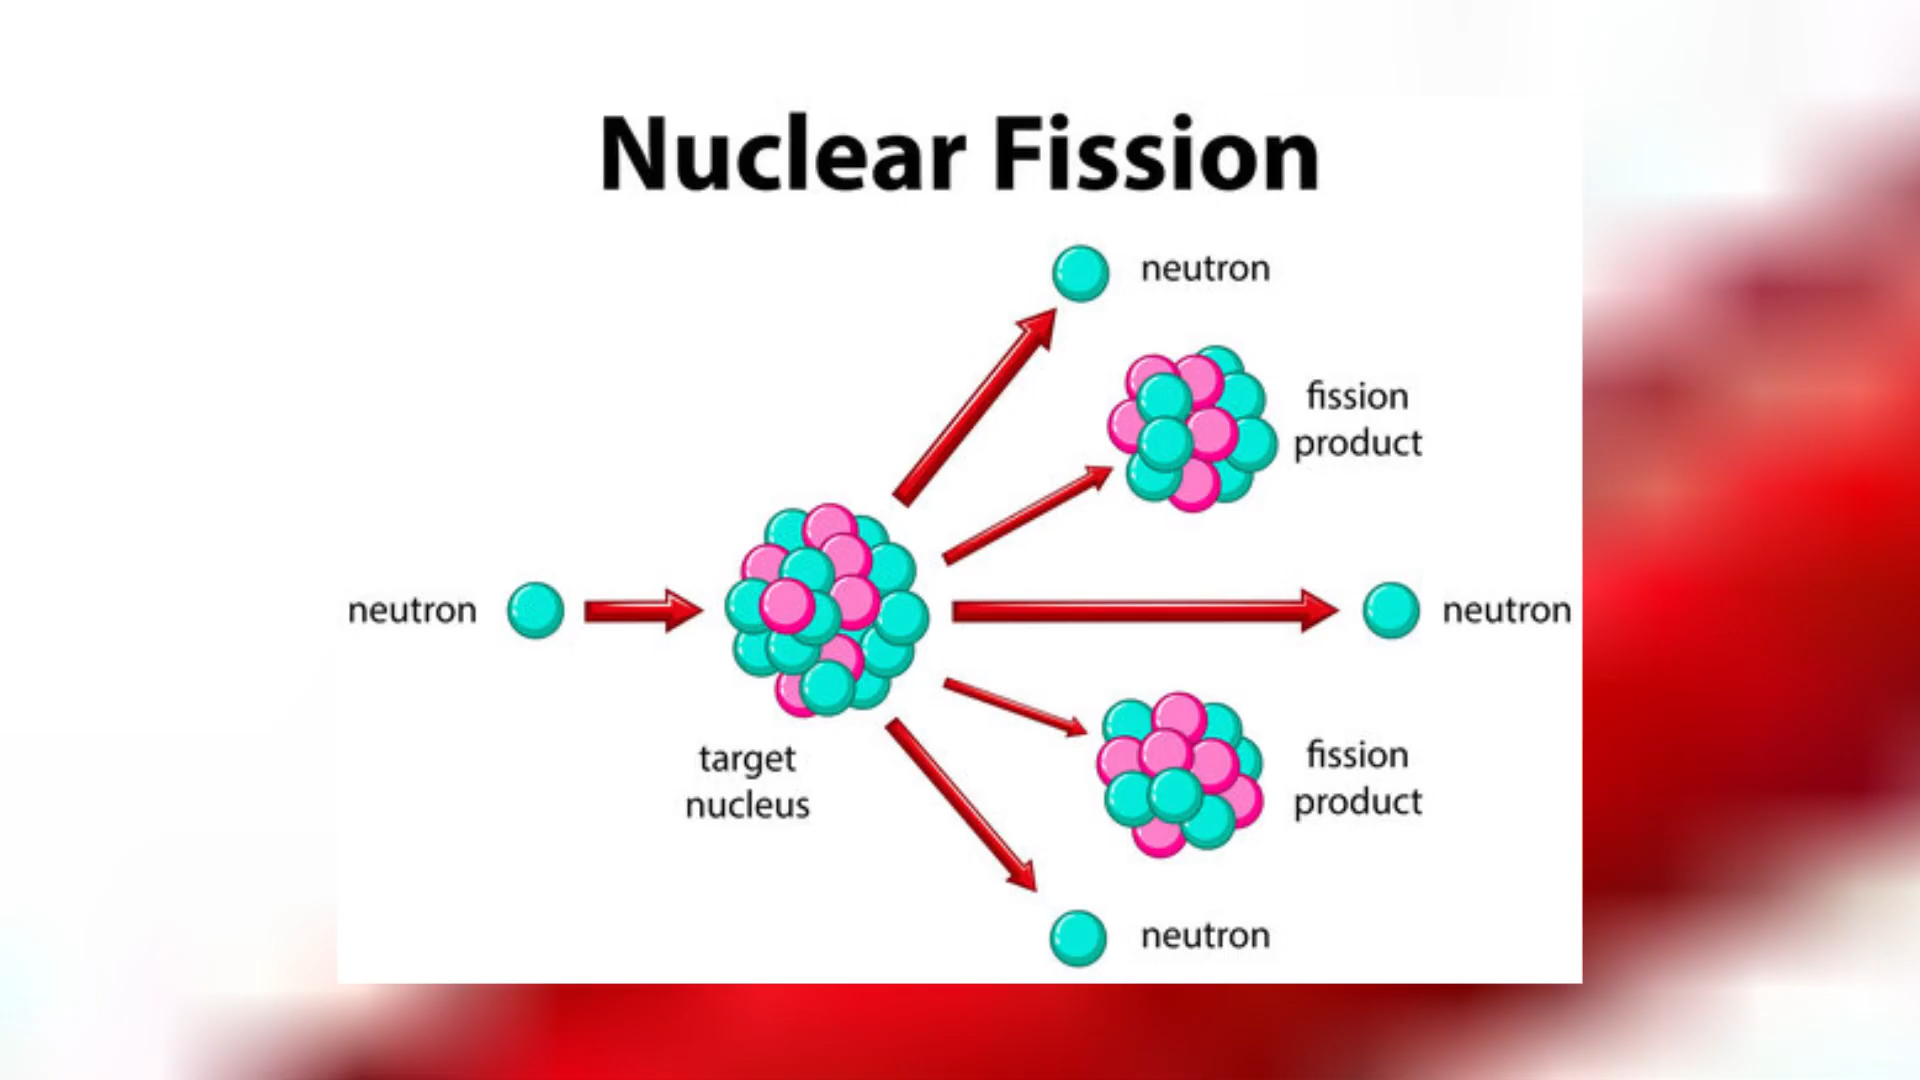 Nuclear Fission
neutron
fission
product
neutron
neutron
target
nucleus
fission
product
neutron